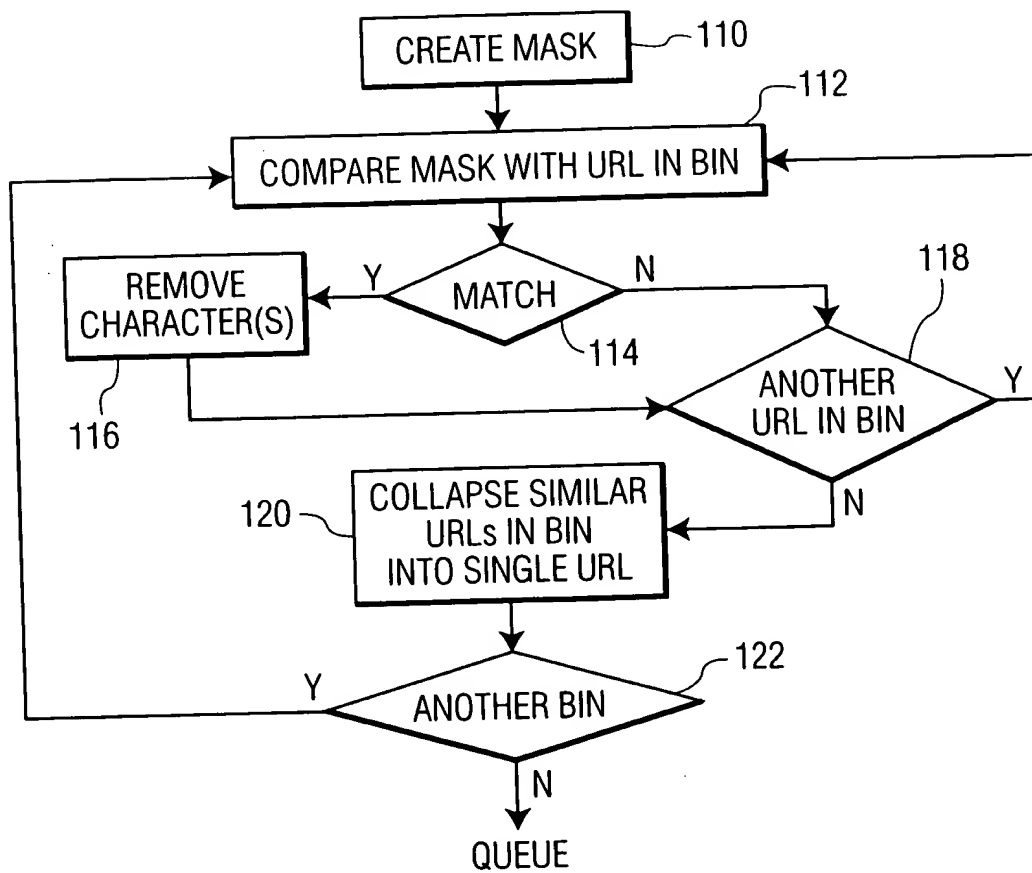 CREATE MASK
110
112
COMPARE MASK WITH URL IN BIN
Y
MATCH
N
114
REMOVE
CHARACTER(S)
116
118
ANOTHER
URL IN BIN
Y
N
120
COLLAPSE SIMILAR
URLs IN BIN
INTO SINGLE URL
122
Y
ANOTHER BIN
N
QUEUE